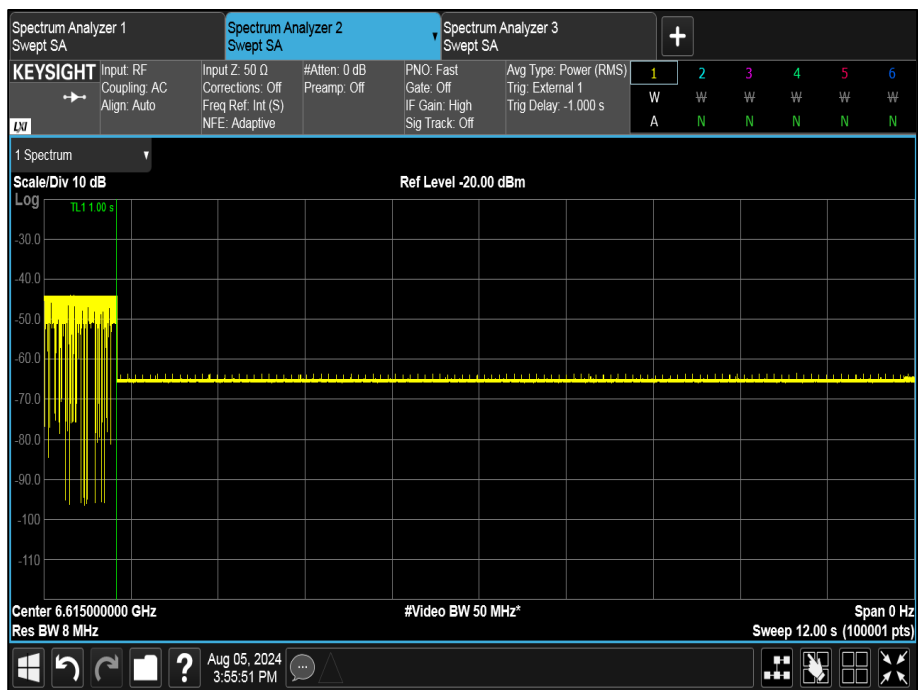 Spectrum Analyzer 1
Swept SA
Spectrum Analyzer 2
Swept SA
Spectrum Analyzer 3
Swept SA
+
KEYSIGHT
LXI
Input: RF
Coupling: AC
Align: Auto
Input Z: 50 Ω
Corrections: Off
Freq Ref: Int (S)
NFE: Adaptive
#Atten: 0 dB
Preamp: Off
PNO: Fast
Gate: Off
IF Gain: High
Sig Track: Off
Avg Type: Power (RMS)
Trig: External 1
Trig Delay: -1.000 s
1 2 3 4 5 6
W W W W W W
A N N N N N
1 Spectrum
Scale/Div 10 dB
Ref Level -20.00 dBm
Log
TL1 1.00 s
-30.0
-40.0
-50.0
-60.0
-70.0
-80.0
-90.0
-100
-110
Center 6.615000000 GHz
#Video BW 50 MHz*
Span 0 Hz
Res BW 8 MHz
Sweep 12.00 s (100001 pts)
?
Aug 05, 2024
3:55:51 PM